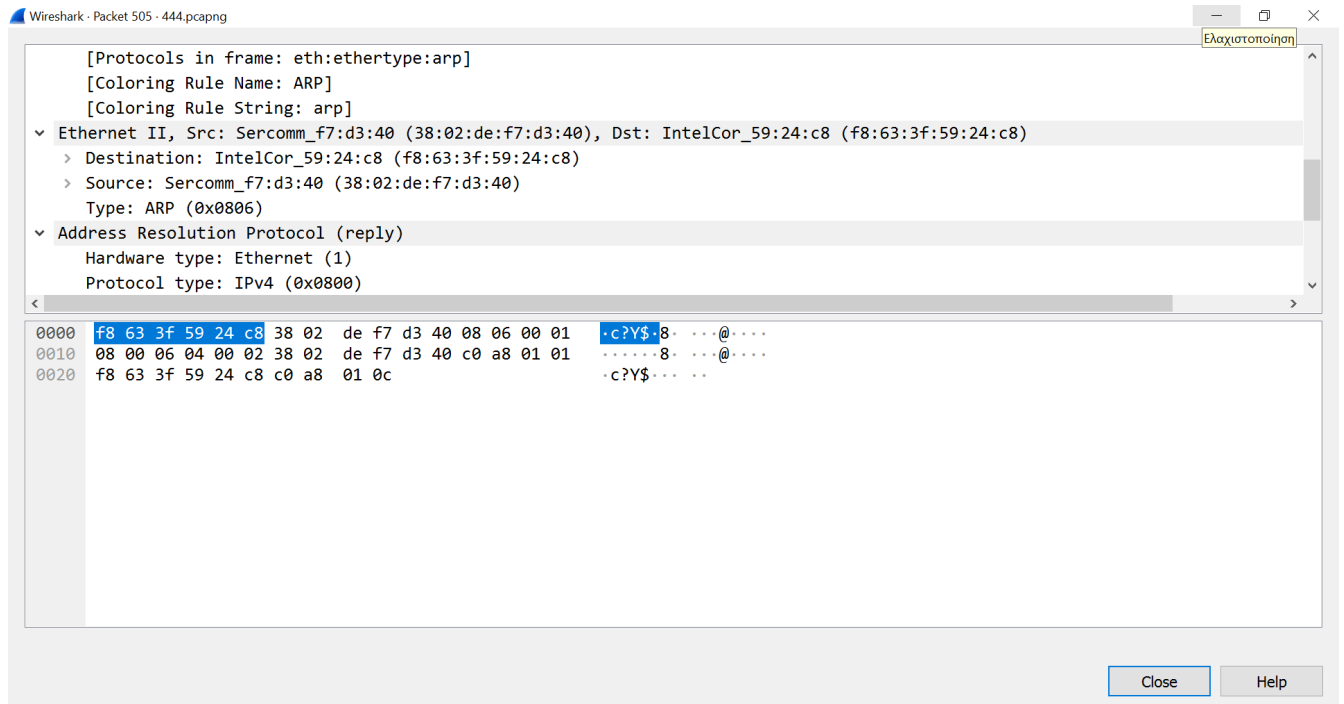 Wireshark · Packet 505 · 444.pcapng
Ελαχιστοποίηση
[Protocols in frame: eth:ethertype:arp]
[Coloring Rule Name: ARP]
[Coloring Rule String: arp]
Ethernet II, Src: Sercomm_f7:d3:40 (38:02:de:f7:d3:40), Dst: IntelCor_59:24:c8 (f8:63:3f:59:24:c8)
Destination: IntelCor_59:24:c8 (f8:63:3f:59:24:c8)
Source: Sercomm_f7:d3:40 (38:02:de:f7:d3:40)
Type: ARP (0x0806)
Address Resolution Protocol (reply)
Hardware type: Ethernet (1)
Protocol type: IPv4 (0x0800)
0000 f8 63 3f 59 24 c8 38 02 de f7 d3 40 08 06 00 01 ·c?Y$·8· ···@····
0010 08 00 06 04 00 02 38 02 de f7 d3 40 c0 a8 01 01 ······8· ···@····
0020 f8 63 3f 59 24 c8 c0 a8 01 0c ·c?Y$··· ··
Close Help